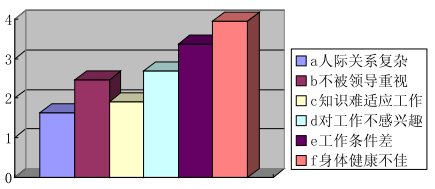 4
3
2
1
0
a人际关系复杂
b不被领导重视
c知识难适应工作
d对工作不感兴趣
e工作条件差
f身体健康不佳